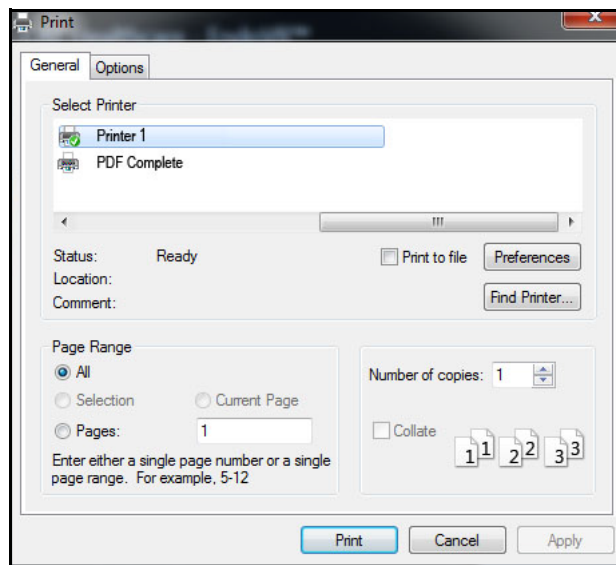 Print
General Options
Select Printer
Printer 1
PDF Complete
Status: Ready
Print to file
Preferences
Location:
Comment:
Find Printer...
Page Range
All
Selection
Current Page
Pages: 1
Enter either a single page number or a single
page range. For example, 5-12
Number of copies: 1
Collate
1 1 2 2 3 3
Print Cancel Apply